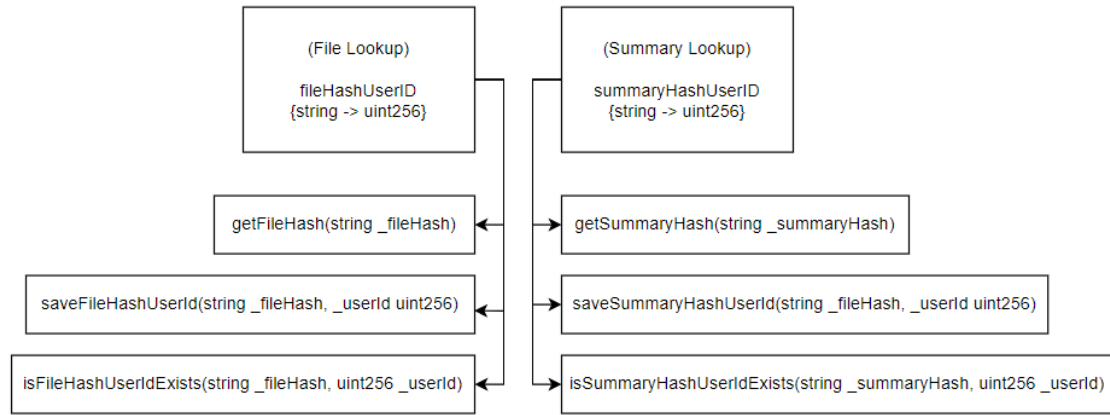 (File Lookup)
fileHashUserID
{string -> uint256}
(Summary Lookup)
summaryHashUserID
{string -> uint256}
getFileHash(string _fileHash)
getSummaryHash(string _summaryHash)
saveFileHashUserId(string _fileHash, _userId uint256)
saveSummaryHashUserId(string _fileHash, _userId uint256)
isFileHashUserIdExists(string _fileHash, uint256 _userId)
isSummaryHashUserIdExists(string _summaryHash, uint256 _userId)